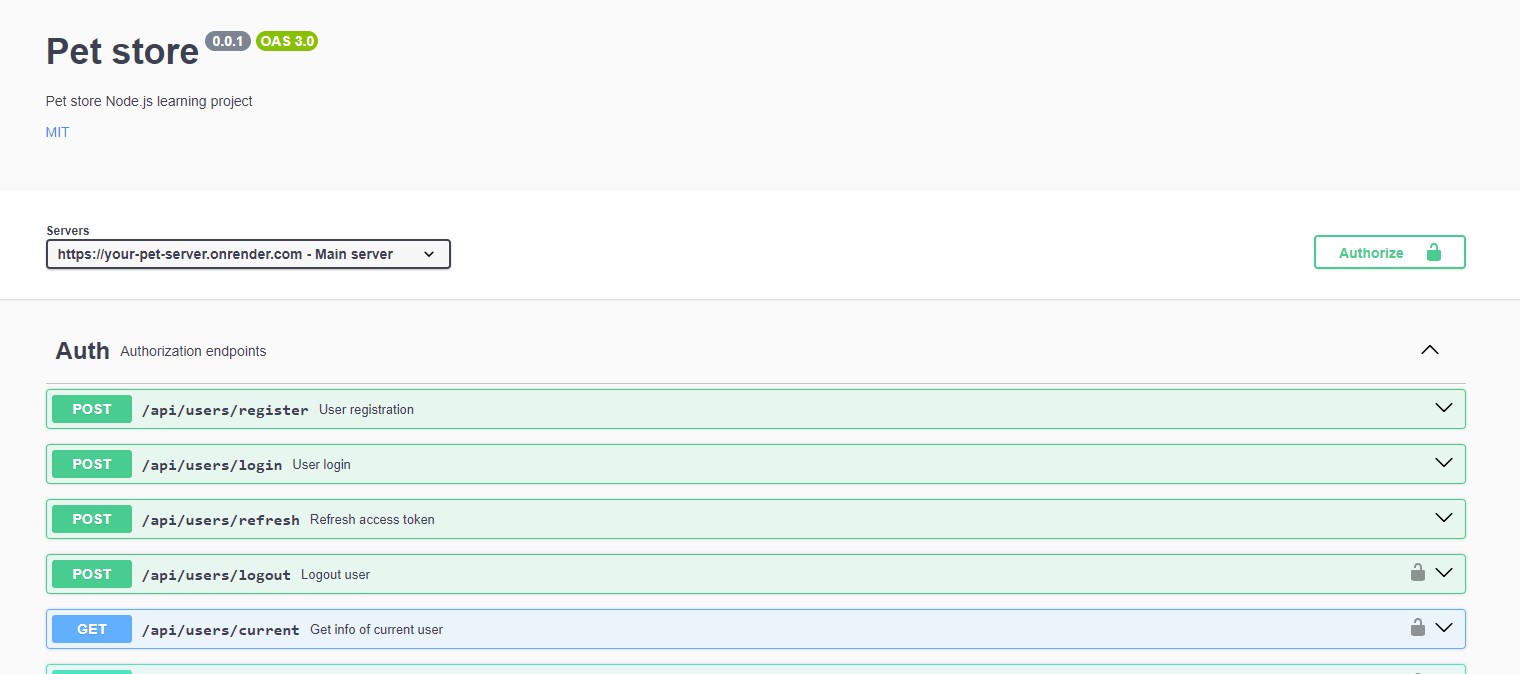 Pet store 0.0.1 OAS 3.0
Pet store Node.js learning project
MIT
Servers
https://your-pet-server.onrender.com - Main server
Authorize
Auth Authorization endpoints
POST /api/users/register User registration
POST /api/users/login User login
POST /api/users/refresh Refresh access token
POST /api/users/logout Logout user
GET /api/users/current Get info of current user